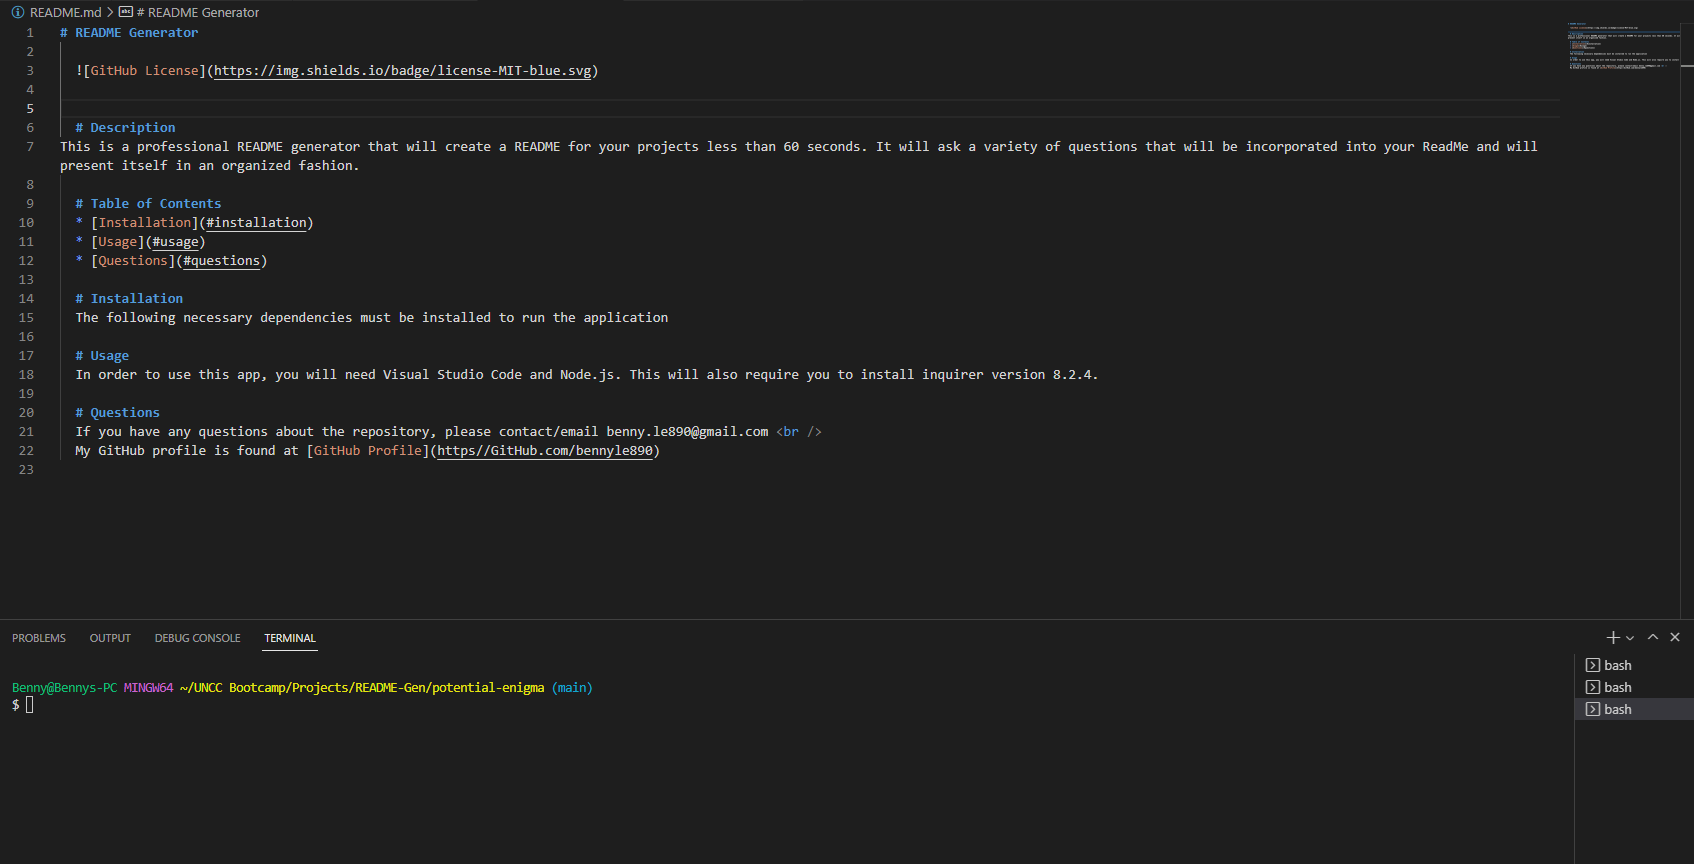 README.md > # README Generator
1 # README Generator
2
3 ![GitHub License](https://img.shields.io/badge/license-MIT-blue.svg)
4
5
6 # Description
7 This is a professional README generator that will create a README for your projects less than 60 seconds. It will ask a variety of questions that will be incorporated into your ReadMe and will
present itself in an organized fashion.
8
9 # Table of Contents
10 * [Installation](#installation)
11 * [Usage](#usage)
12 * [Questions](#questions)
13
14 # Installation
15 The following necessary dependencies must be installed to run the application
16
17 # Usage
18 In order to use this app, you will need Visual Studio Code and Node.js. This will also require you to install inquirer version 8.2.4.
19
20 # Questions
21 If you have any questions about the repository, please contact/email benny.le890@gmail.com <br />
22 My GitHub profile is found at [GitHub Profile](https//GitHub.com/bennyle890)
23
PROBLEMS OUTPUT DEBUG CONSOLE TERMINAL
Benny@Bennys-PC MINGW64 ~/UNCC Bootcamp/Projects/README-Gen/potential-enigma (main)
$
bash
bash
bash